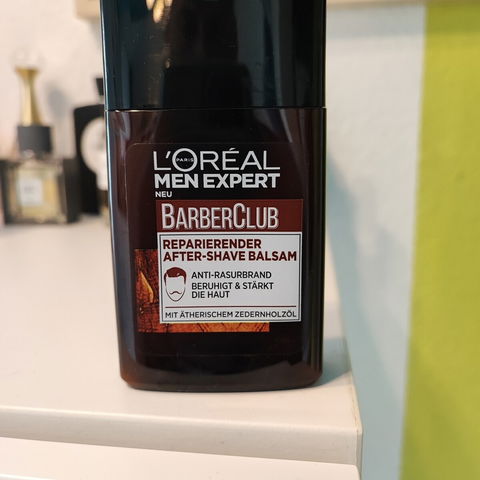 L'ORÉAL
PARIS
MEN EXPERT
NEU
BARBERCLUB
REPARIERENDER
AFTER-SHAVE BALSAM
ANTI-RASURBRAND
BERUHIGT & STÄRKT
DIE HAUT
MIT ÄTHERISCHEM ZEDERNHOLZÖL